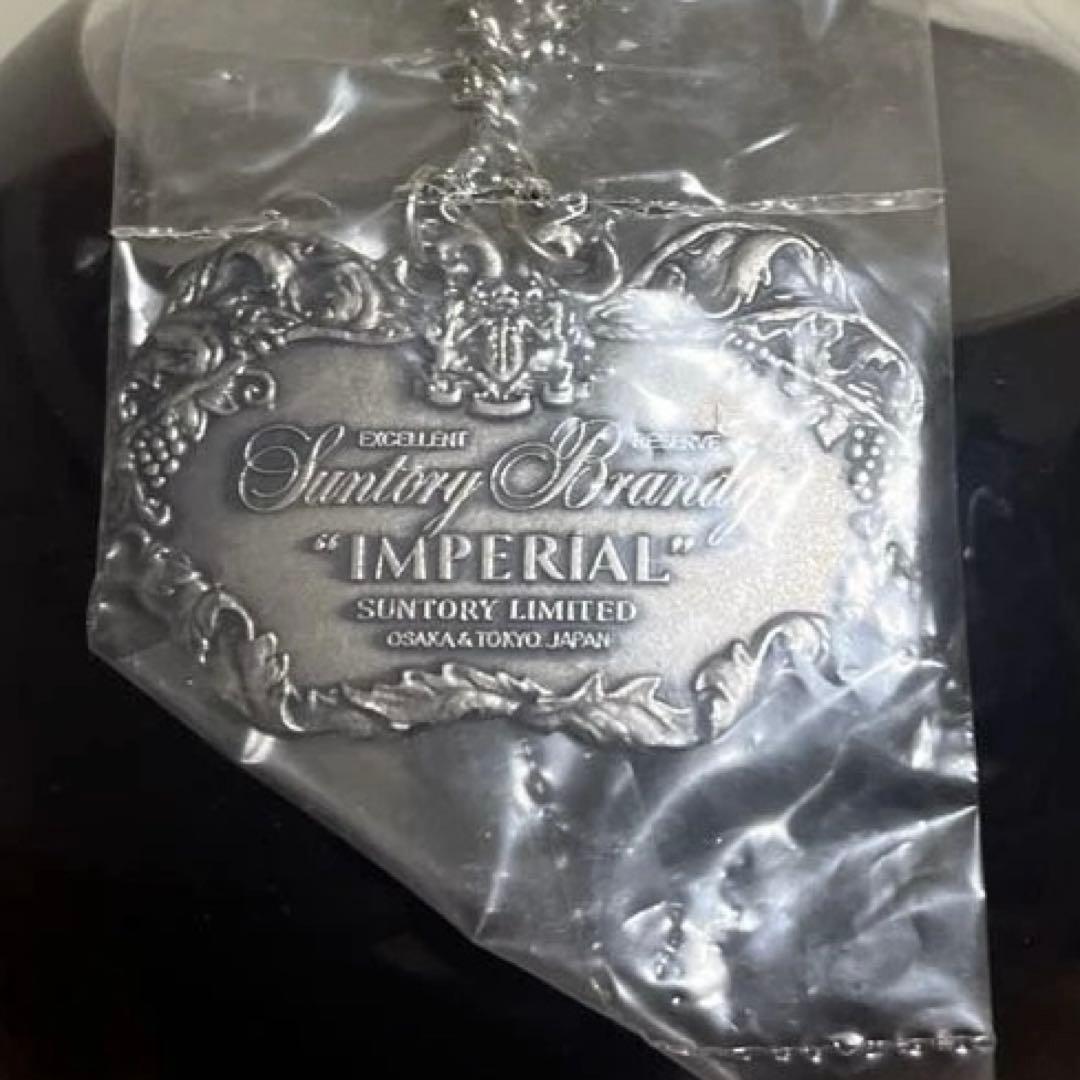 EXCELLENT RESERVE
Suntory Brandy
"IMPERIAL"
SUNTORY LIMITED
OSAKA & TOKYO, JAPAN